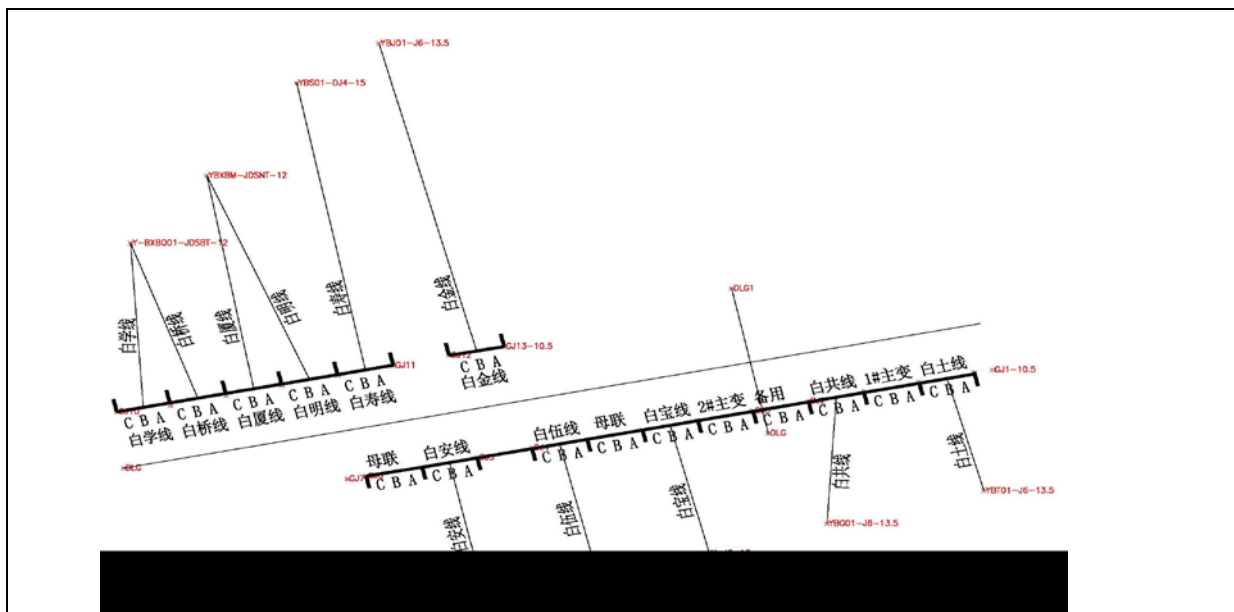 YBJ01-J6-13.5
YBS01-DJ4-15
YBXBM-JDSNT-12
Y-BXBQ01-JDSBT-12
白学线
白桥线
白厦线
白明线
白寿线
白金线
DLG1
GJ12
GJ13-10.5
C B A
白金线
GJ11
C B A C B A C B A C B A C B A
白学线 白桥线 白厦线 白明线 白寿线
DLG
母联 白安线 白伍线 母联 白宝线 2#主变 备用 白共线 1#主变 白土线
GJ1-10.5
GJ7
C B A C B A C B A C B A C B A C B A C B A C B A C B A
DLG
白安线
白伍线
白宝线
白共线
白土线
YBG01-J6-13.5
YBT01-J6-13.5